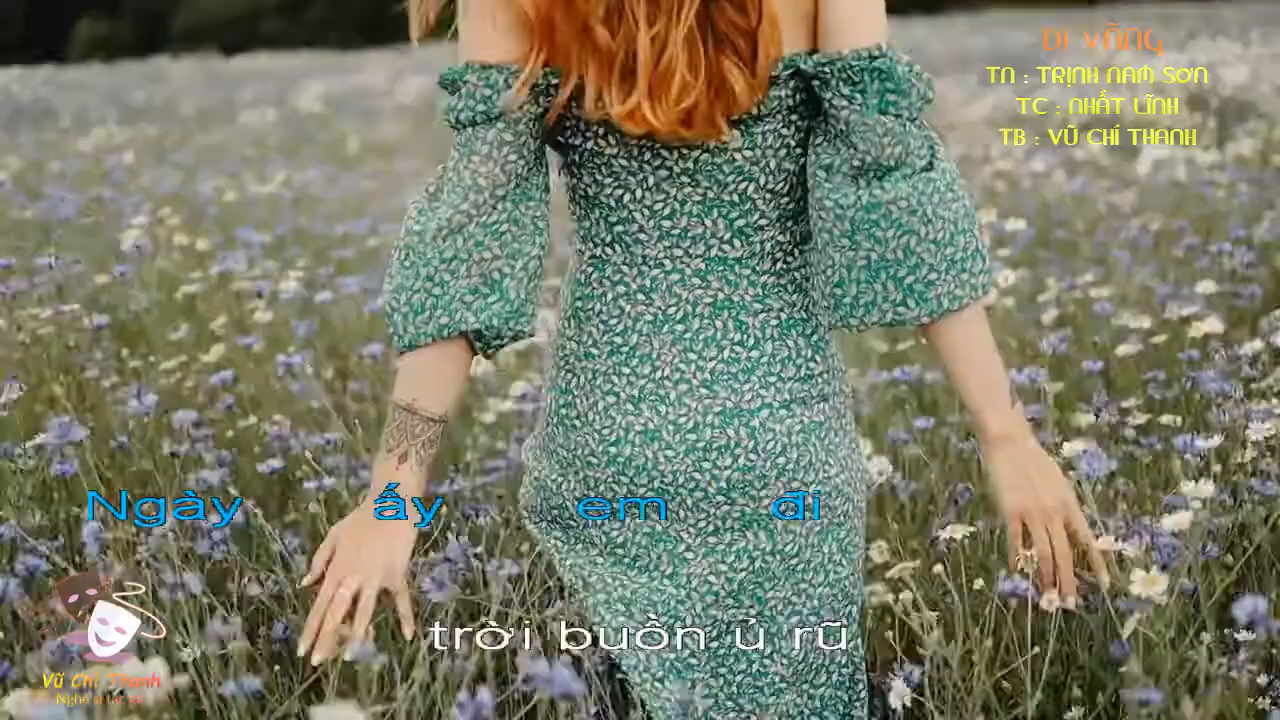 DĨ VÃNG
TN : TRỊNH NAM SƠN
TC : NHẤT LĨNH
TB : VŨ CHÍ THANH
Ngày ấy em đi
trời buồn ủ rũ
Vũ Chí Thanh